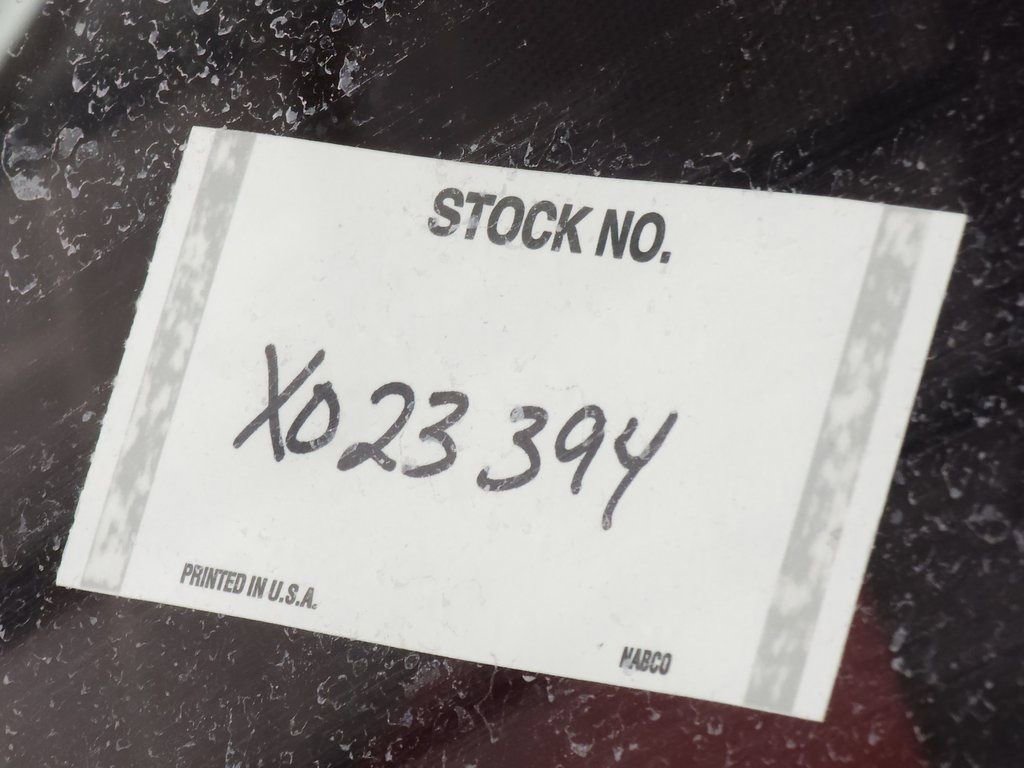 STOCK NO.
X023394
PRINTED IN U.S.A.
NABCO